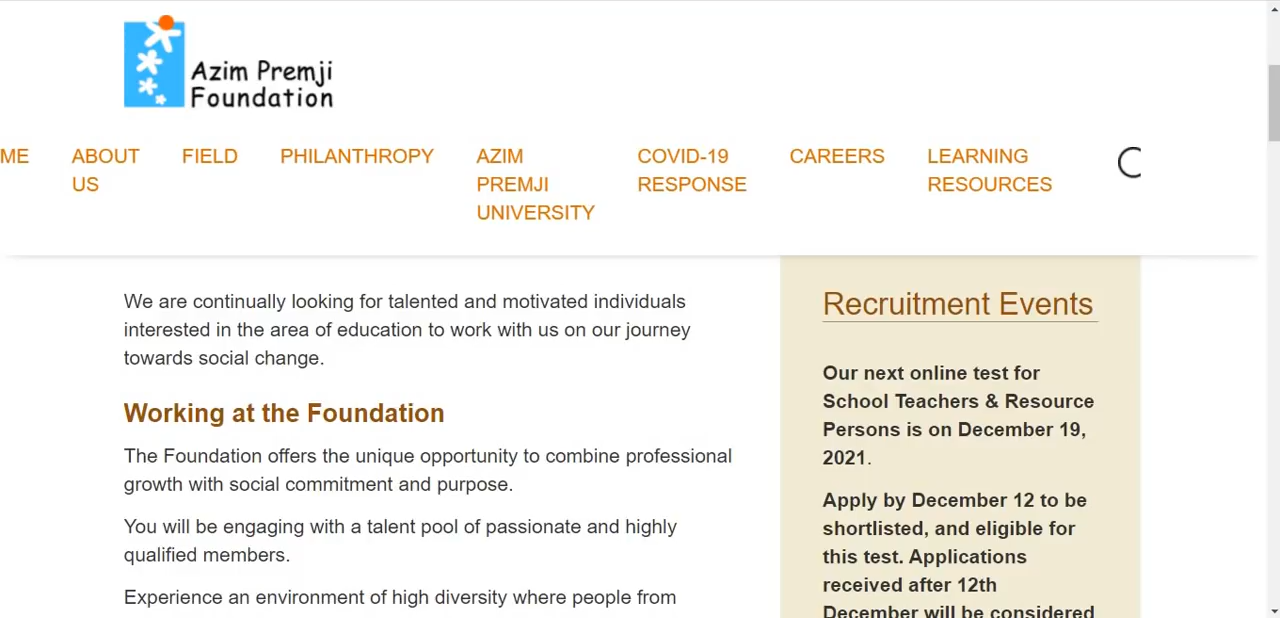 Azim Premji
Foundation
ME
ABOUT
US
FIELD
PHILANTHROPY
AZIM
PREMJI
UNIVERSITY
COVID-19
RESPONSE
CAREERS
LEARNING
RESOURCES
We are continually looking for talented and motivated individuals
interested in the area of education to work with us on our journey
towards social change.
Working at the Foundation
The Foundation offers the unique opportunity to combine professional
growth with social commitment and purpose.
You will be engaging with a talent pool of passionate and highly
qualified members.
Experience an environment of high diversity where people from
Recruitment Events
Our next online test for
School Teachers & Resource
Persons is on December 19,
2021.
Apply by December 12 to be
shortlisted, and eligible for
this test. Applications
received after 12th
December will be considered